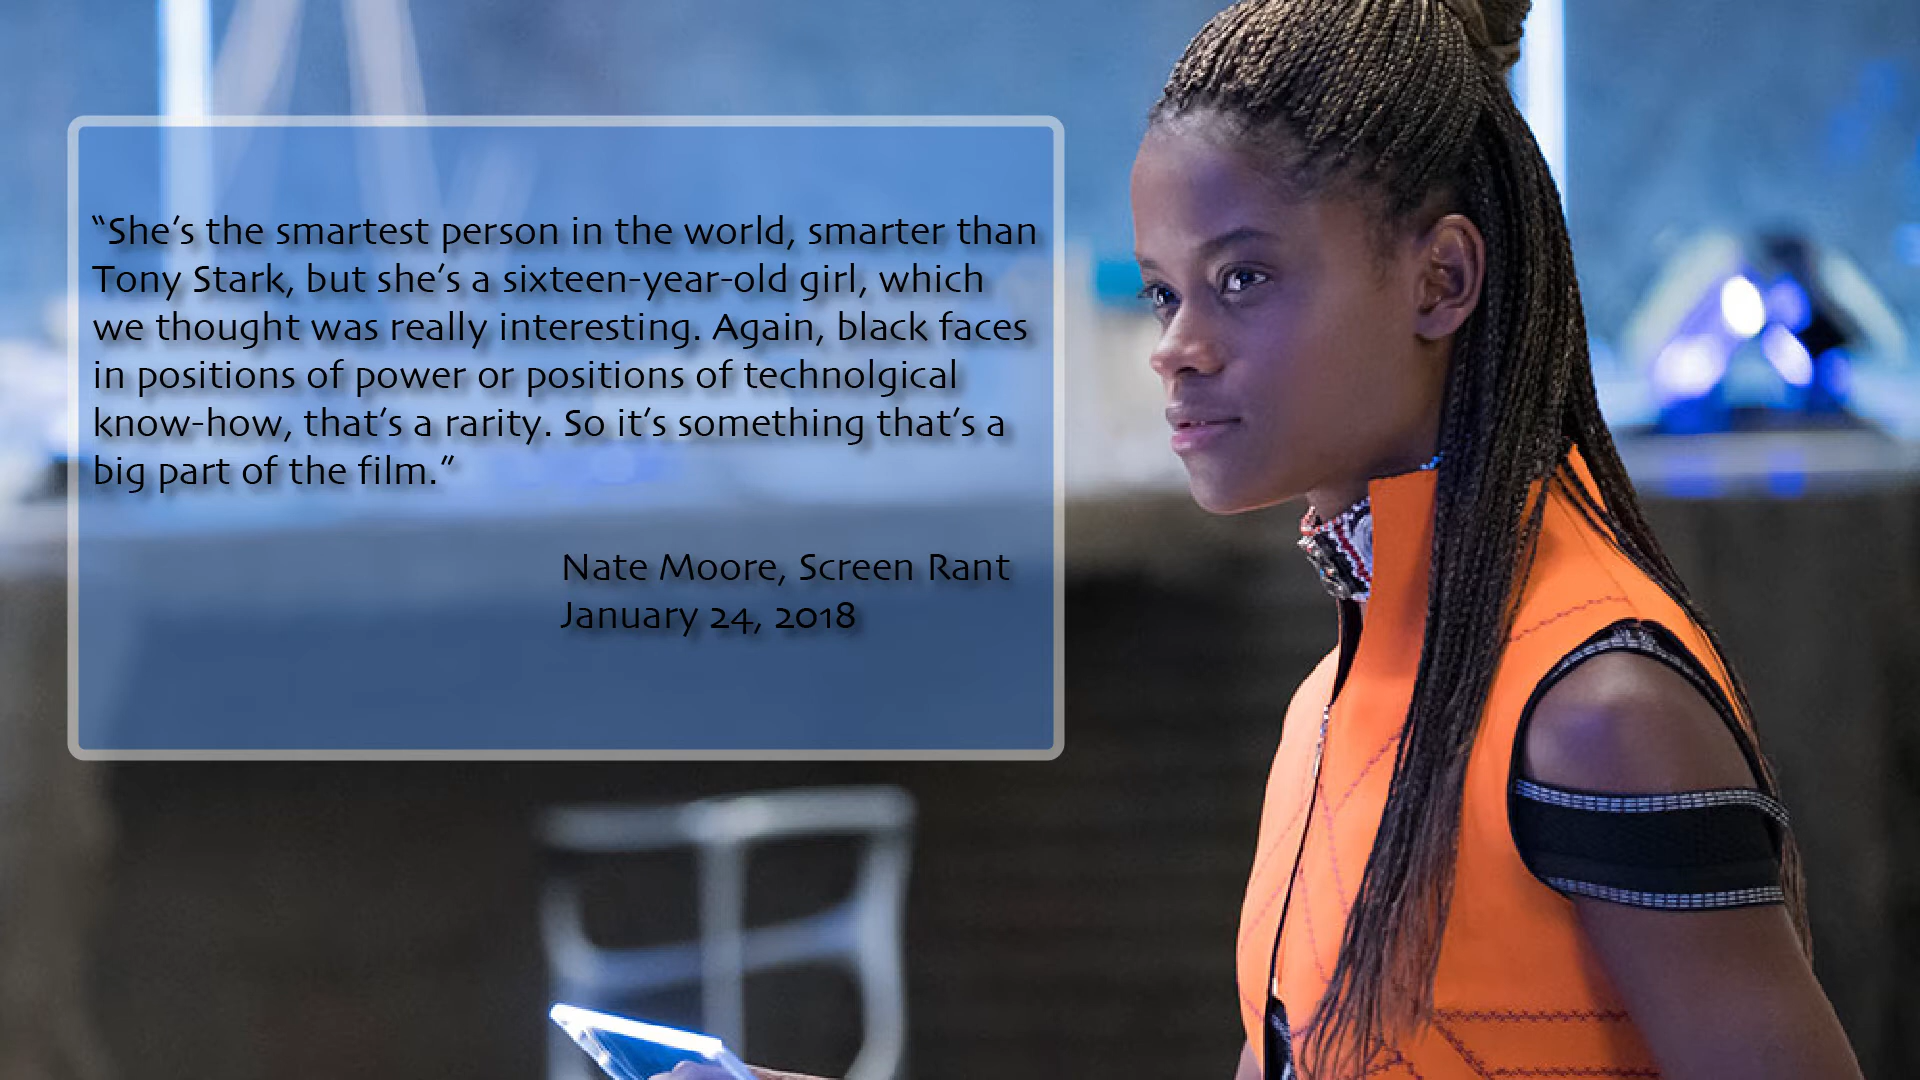 “She’s the smartest person in the world, smarter than
Tony Stark, but she’s a sixteen-year-old girl, which
we thought was really interesting. Again, black faces
in positions of power or positions of technolgical
know-how, that’s a rarity. So it’s something that’s a
big part of the film.”
Nate Moore, Screen Rant
January 24, 2018